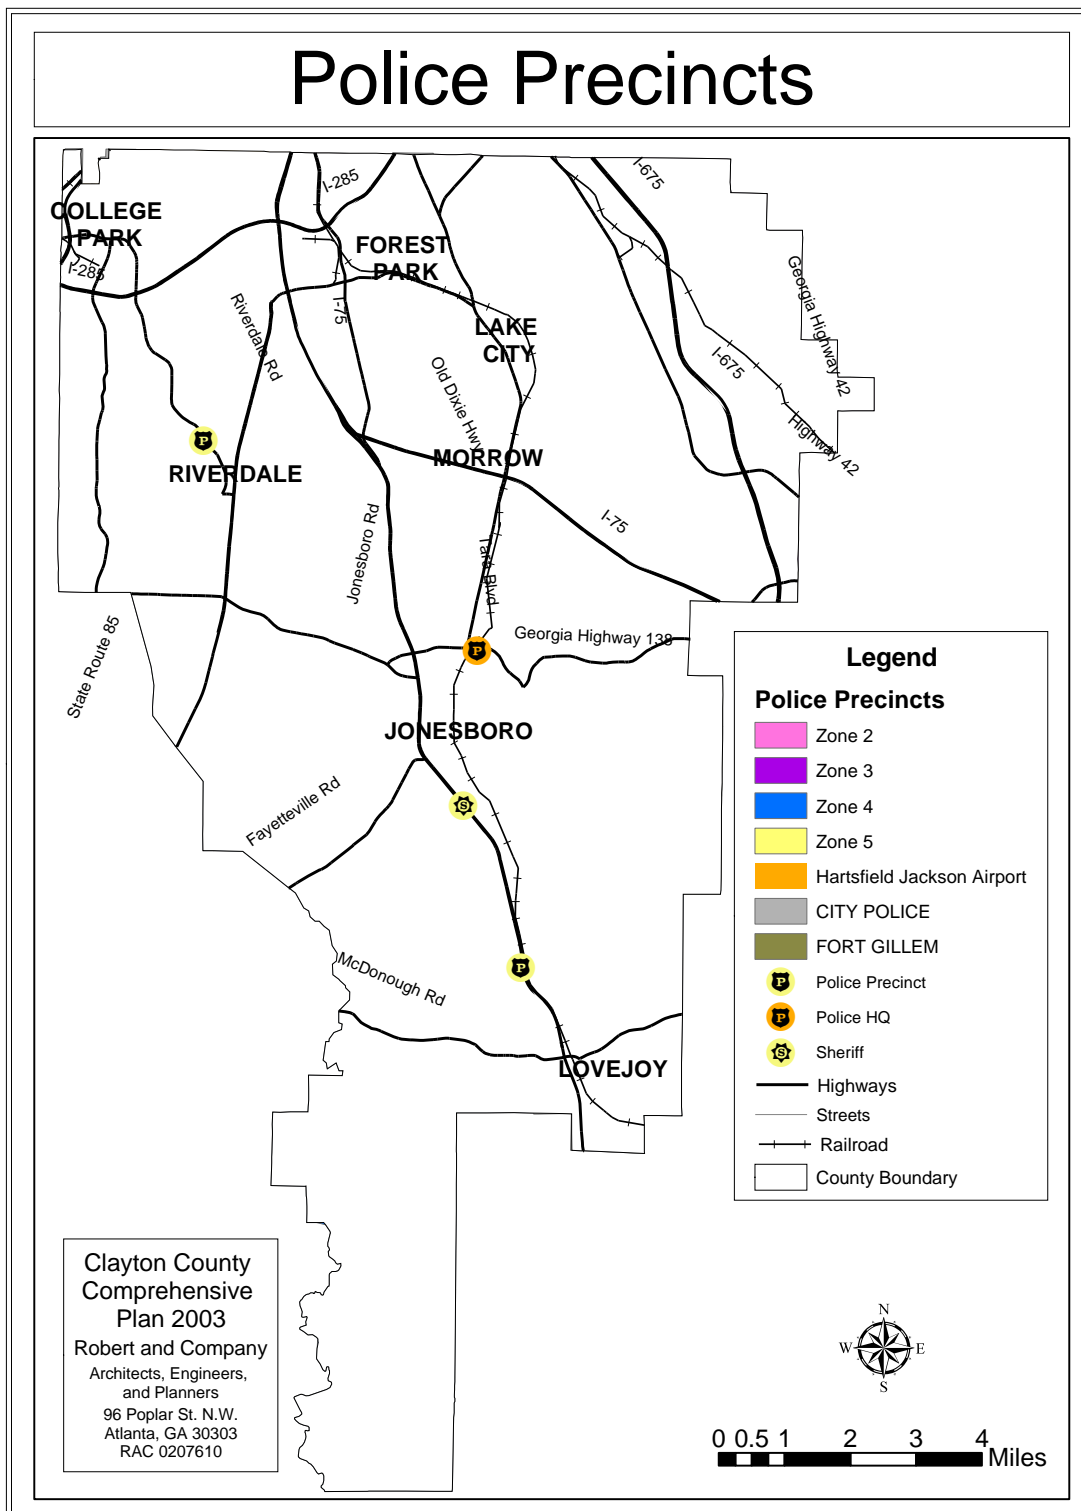 Police Precincts
I-285
I-675
COLLEGE
PARK
I-285
FOREST
PARK
Georgia Highway 42
Riverdale Rd
I-75
LAKE
CITY
I-675
Old Dixie Hwy
Highway 42
MORROW
P
RIVERDALE
I-75
Jonesboro Rd
Tara Blvd
State Route 85
Georgia Highway 138
P
JONESBORO
Fayetteville Rd
S
McDonough Rd
P
LOVEJOY
Legend
Police Precincts
Zone 2
Zone 3
Zone 4
Zone 5
Hartsfield Jackson Airport
CITY POLICE
FORT GILLEM
P Police Precinct
P Police HQ
S Sheriff
Highways
Streets
Railroad
County Boundary
Clayton County
Comprehensive
Plan 2003
Robert and Company
Architects, Engineers,
and Planners
96 Poplar St. N.W.
Atlanta, GA 30303
RAC 0207610
N
W E
S
0 0.5 1 2 3 4
Miles